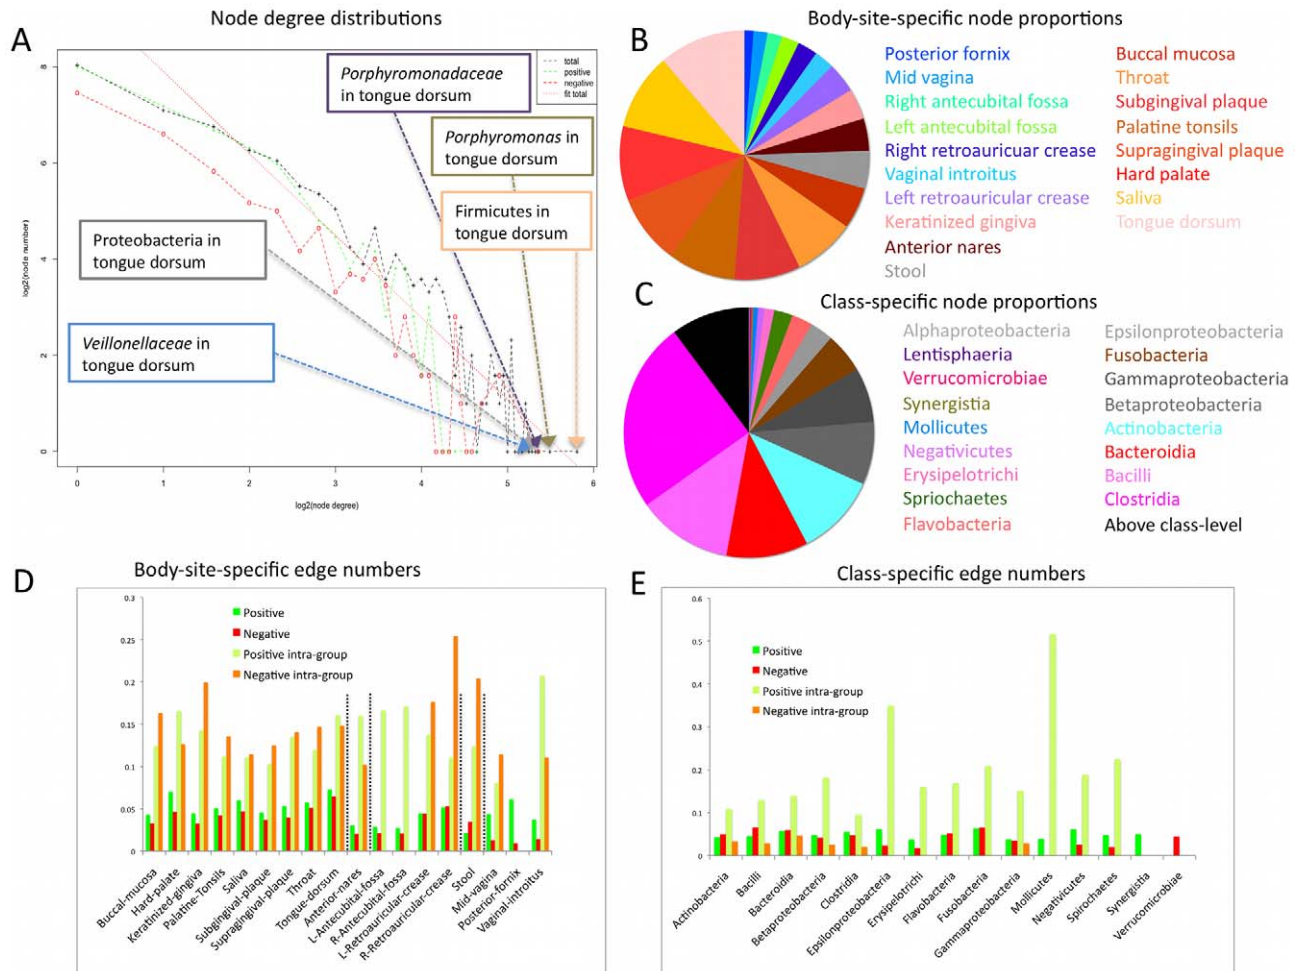 Node degree distributions
A
total
positive
negative
fit total
Porphyromonadaceae
in tongue dorsum
Porphyromonas in
tongue dorsum
Firmicutes in
tongue dorsum
Proteobacteria in
tongue dorsum
Veillonellaceae in
tongue dorsum
log2(node number)
8
6
4
2
0
0 1 2 3 4 5 6
log2(node degree)
Body-site-specific node proportions
B
Posterior fornix
Mid vagina
Right antecubital fossa
Left antecubital fossa
Right retroauricuar crease
Vaginal introitus
Left retroauricular crease
Keratinized gingiva
Anterior nares
Stool
Buccal mucosa
Throat
Subgingival plaque
Palatine tonsils
Supragingival plaque
Hard palate
Saliva
Tongue dorsum
C
Class-specific node proportions
Alphaproteobacteria
Lentisphaeria
Verrucomicrobiae
Synergistia
Mollicutes
Negativicutes
Erysipelotrichi
Spriochaetes
Flavobacteria
Epsilonproteobacteria
Fusobacteria
Gammaproteobacteria
Betaproteobacteria
Actinobacteria
Bacteroidia
Bacilli
Clostridia
Above class-level
D
Body-site-specific edge numbers
Positive
Negative
Positive intra-group
Negative intra-group
0.3
0.25
0.2
0.15
0.1
0.05
0
Buccal-mucosa
Hard-palate
Keratinized-gingiva
Palatine-Tonsils
Saliva
Subgingival-plaque
Supragingival-plaque
Throat
Tongue-dorsum
Anterior-nares
L-Antecubital-fossa
R-Antecubital-fossa
L-Retroauricular-crease
R-Retroauricular-crease
Stool
Mid-vagina
Posterior-fornix
Vaginal-introitus
E
Class-specific edge numbers
Positive
Negative
Positive intra-group
Negative intra-group
0.6
0.5
0.4
0.3
0.2
0.1
0
Actinobacteria
Bacilli
Bacteroidia
Betaproteobacteria
Clostridia
Epsilonproteobacteria
Erysipelotrichi
Flavobacteria
Fusobacteria
Gammaproteobacteria
Mollicutes
Negativicutes
Spirochaetes
Synergistia
Verrucomicrobiae